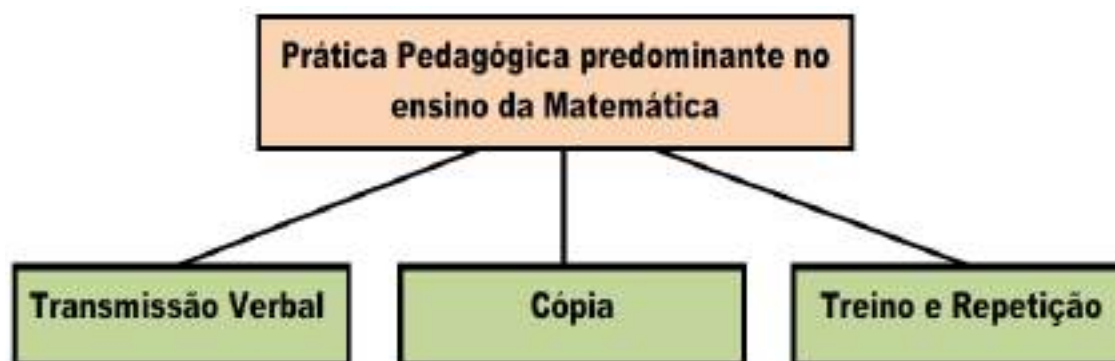 Prática Pedagógica predominante no
ensino da Matemática
Transmissão Verbal
Cópia
Treino e Repetição